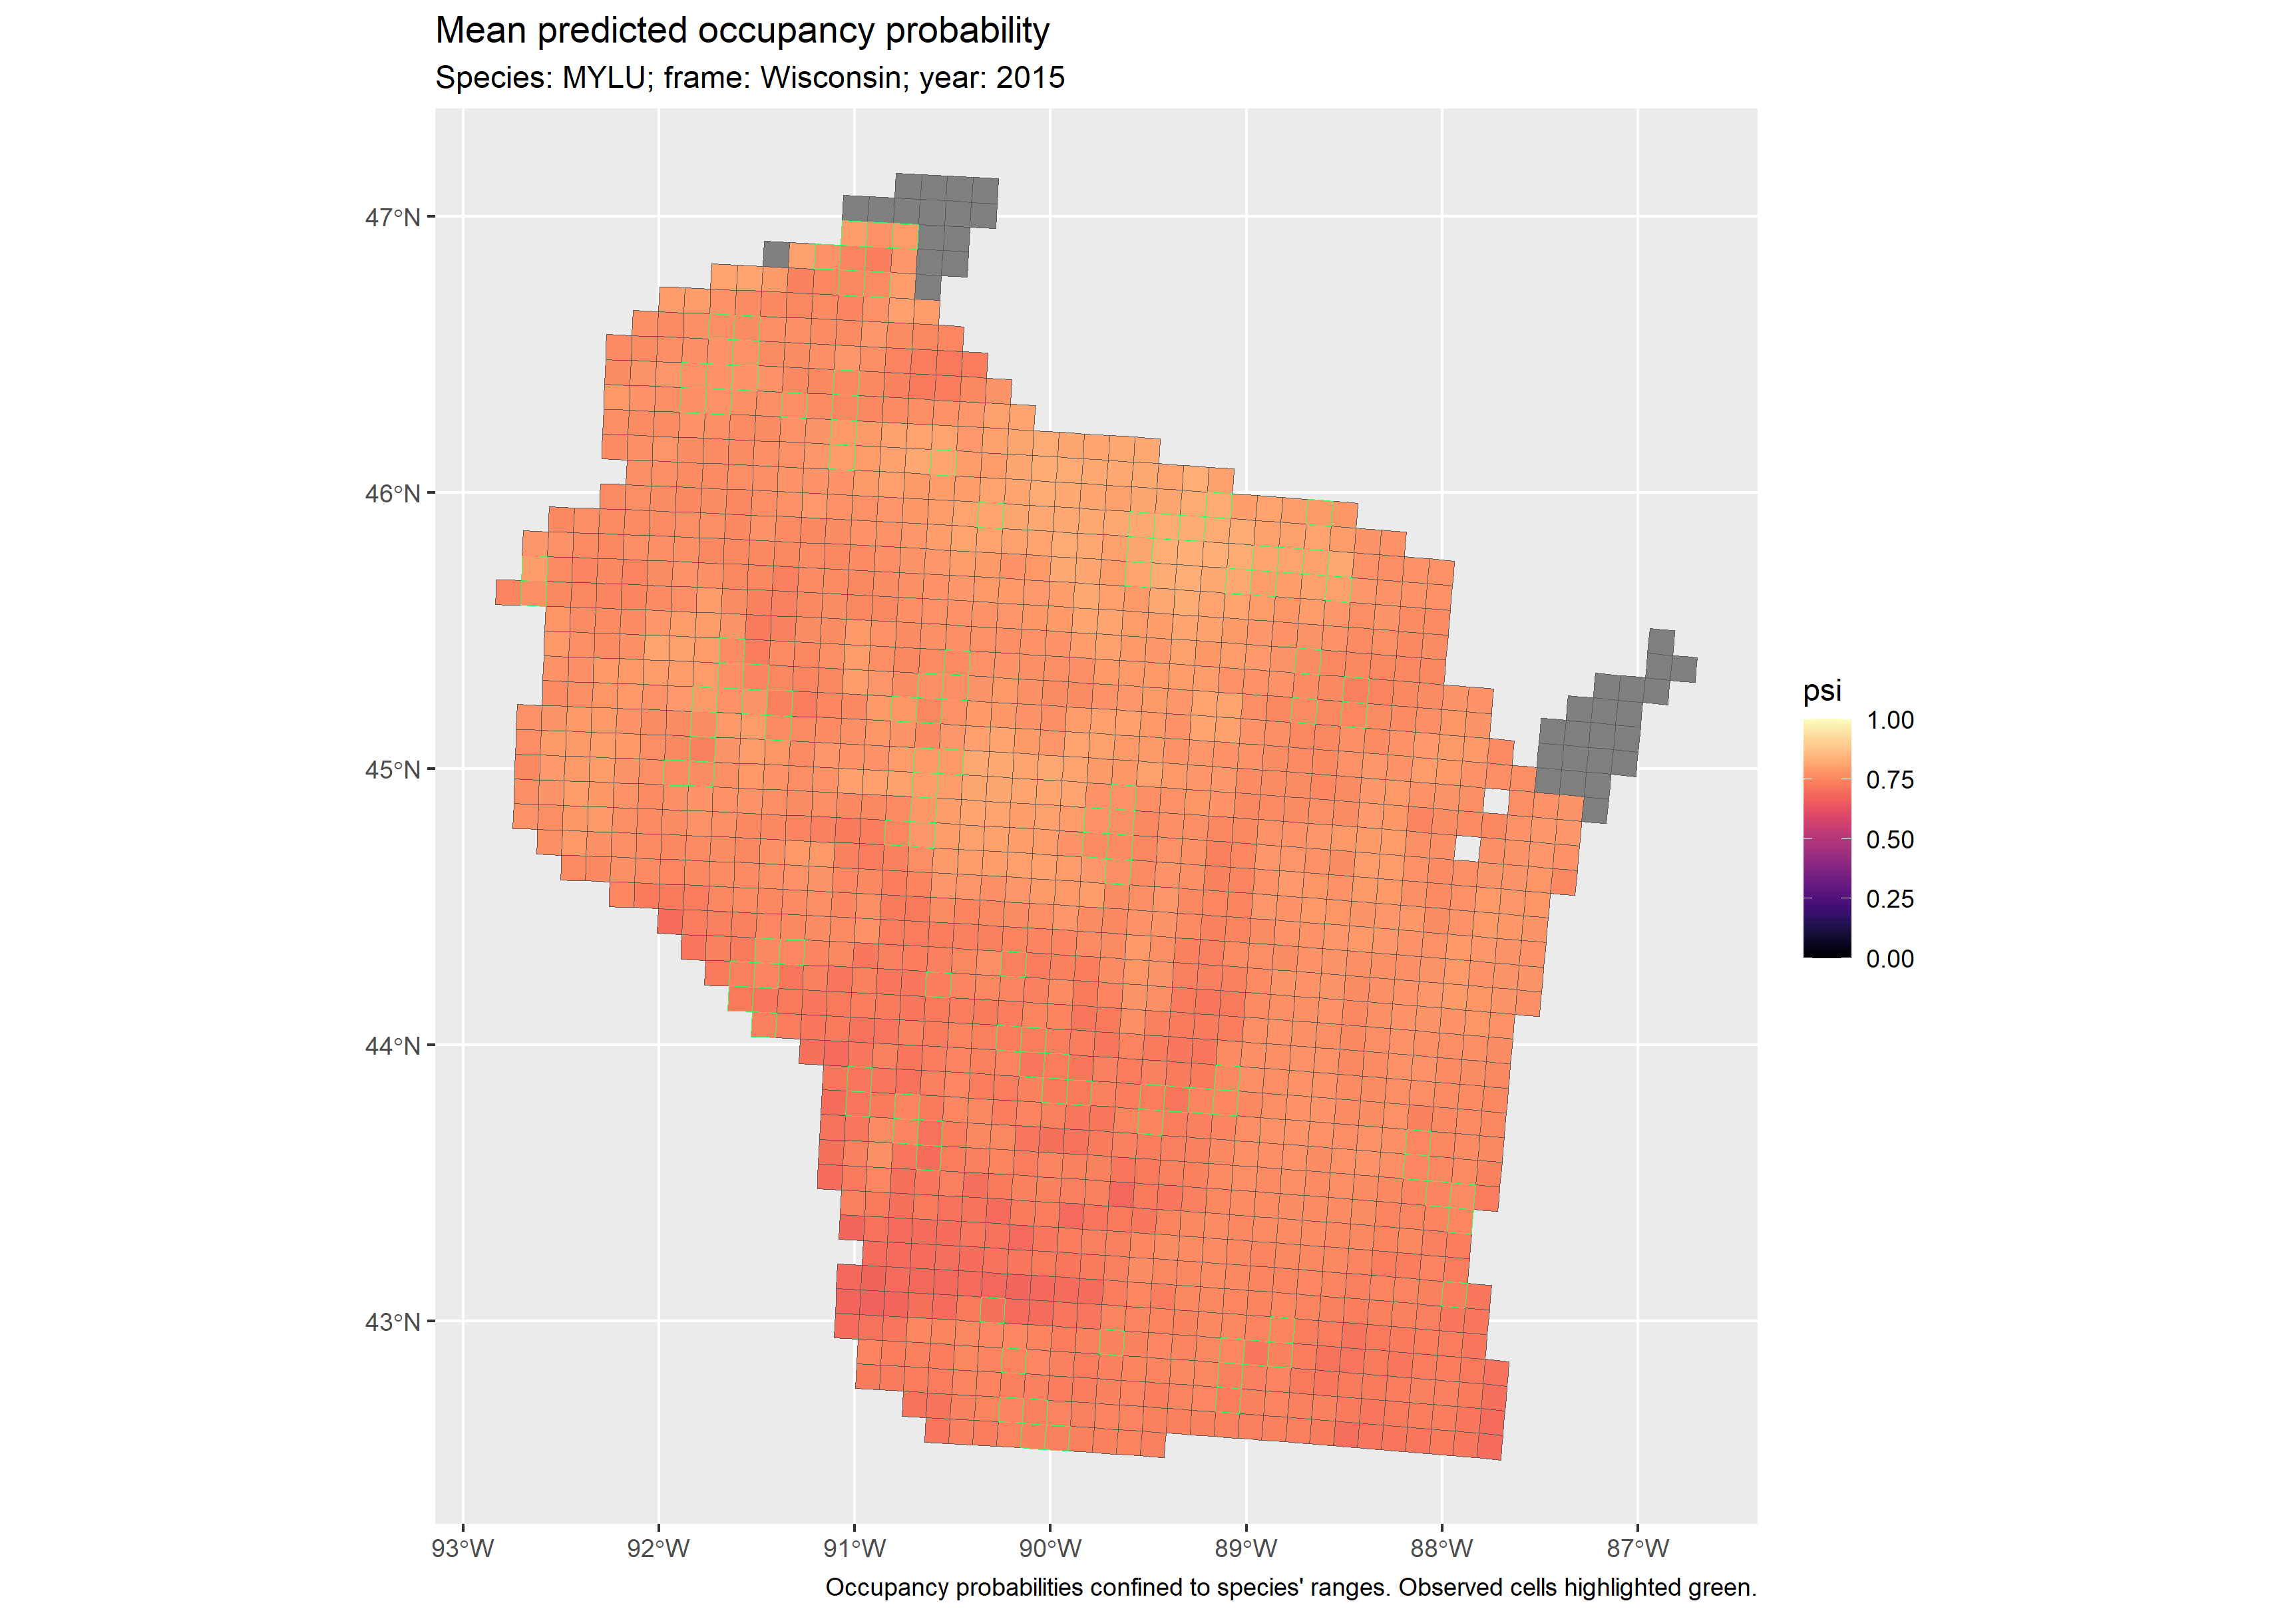 Mean predicted occupancy probability
Species: MYLU; frame: Wisconsin; year: 2015
47°N
46°N
45°N
44°N
43°N
93°W
92°W
91°W
90°W
89°W
88°W
87°W
psi
1.00
0.75
0.50
0.25
0.00
Occupancy probabilities confined to species' ranges. Observed cells highlighted green.